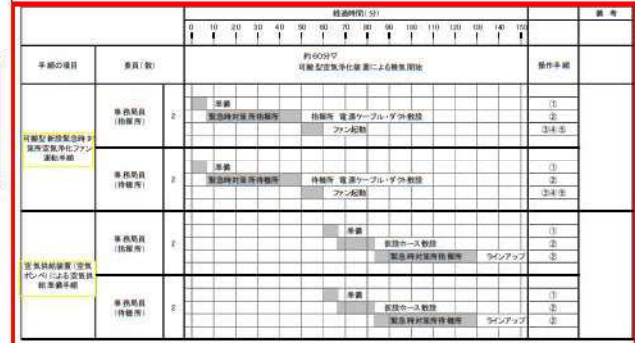 経過時間(分)
備考
0 10 20 30 40 50 60 70 80 90 100 110 120 130 140 150
手順の項目
要員(数)
約60分▽
可搬型空気浄化装置による換気開始
操作手順
可搬型新設緊急時対策所空気浄化ファン運転手順
事務局員
(指揮所)
2
準備
①
緊急時対策所指揮所
指揮所 電源ケーブル・ダクト敷設
②
ファン起動
③④⑤
事務局員
(待機所)
2
準備
①
緊急時対策所待機所
待機所 電源ケーブル・ダクト敷設
②
ファン起動
③④⑤
空気供給装置(空気ボンベ)による空気供給準備手順
事務局員
(指揮所)
2
準備
①
仮設ホース敷設
②
緊急時対策所指揮所
ラインアップ
②
事務局員
(待機所)
2
準備
①
仮設ホース敷設
②
緊急時対策所待機所
ラインアップ
②